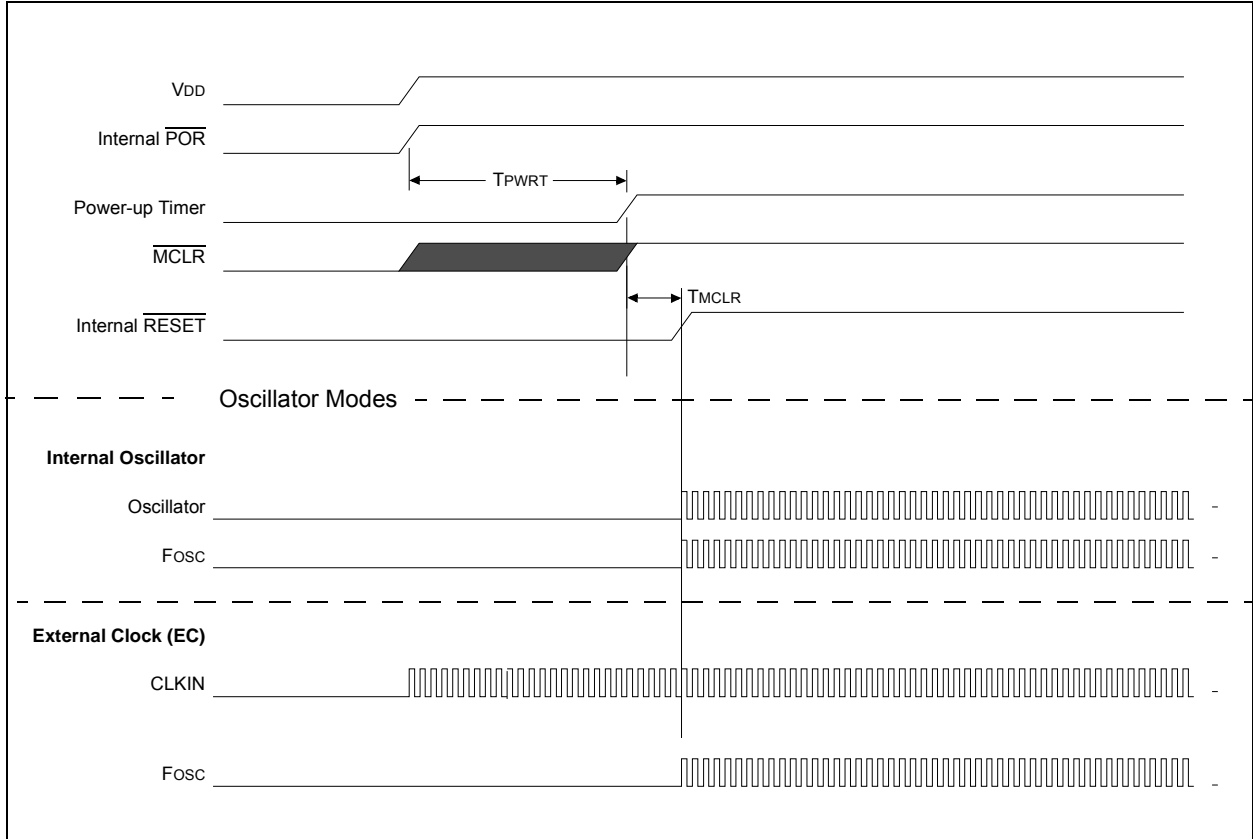 VDD
Internal POR
TPWRT
Power-up Timer
MCLR
TMCLR
Internal RESET
Oscillator Modes
Internal Oscillator
Oscillator
FOSC
External Clock (EC)
CLKIN
FOSC